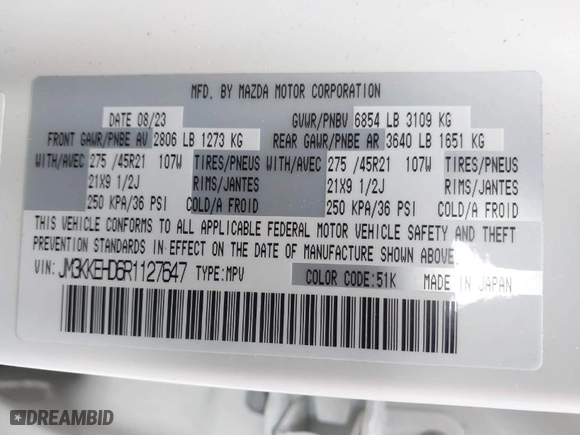 MFD. BY MAZDA MOTOR CORPORATION
DATE 08/23 GVWR/PNBV 6854 LB 3109 KG
FRONT GAWR/PNBE AV 2806 LB 1273 KG REAR GAWR/PNBE AR 3640 LB 1651 KG
WITH/AVEC 275 /45R21 107W TIRES/PNEUS WITH/AVEC 275 /45R21 107W TIRES/PNEUS
21X9 1/2J RIMS/JANTES 21X9 1/2J RIMS/JANTES
250 KPA/36 PSI COLD/A FROID 250 KPA/36 PSI COLD/A FROID
THIS VEHICLE CONFORMS TO ALL APPLICABLE FEDERAL MOTOR VEHICLE SAFETY AND THEFT
PREVENTION STANDARDS IN EFFECT ON THE DATE OF MANUFACTURE SHOWN ABOVE.
VIN: JM3KKEHD6R1127647 TYPE:MPV COLOR CODE:51K MADE IN JAPAN
DREAMBID